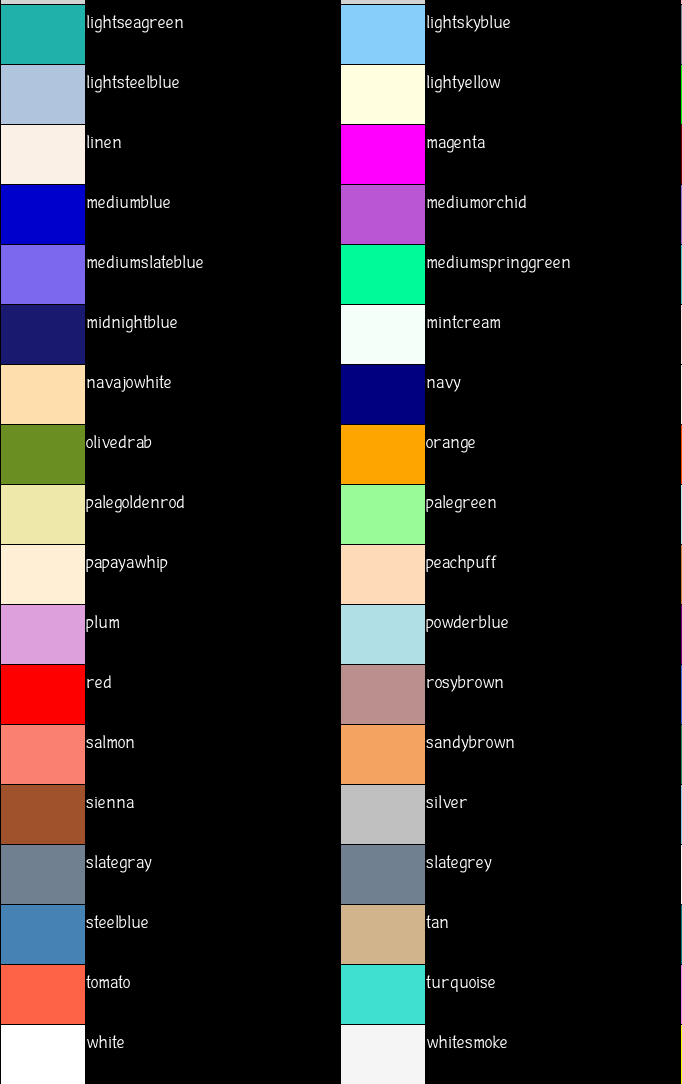 lightseagreen lightskyblue
lightsteelblue lightyellow
linen magenta
mediumblue mediumorchid
mediumslateblue mediumspringgreen
midnightblue mintcream
navajowhite navy
olivedrab orange
palegoldenrod palegreen
papayawhip peachpuff
plum powderblue
red rosybrown
salmon sandybrown
sienna silver
slategray slategrey
steelblue tan
tomato turquoise
white whitesmoke